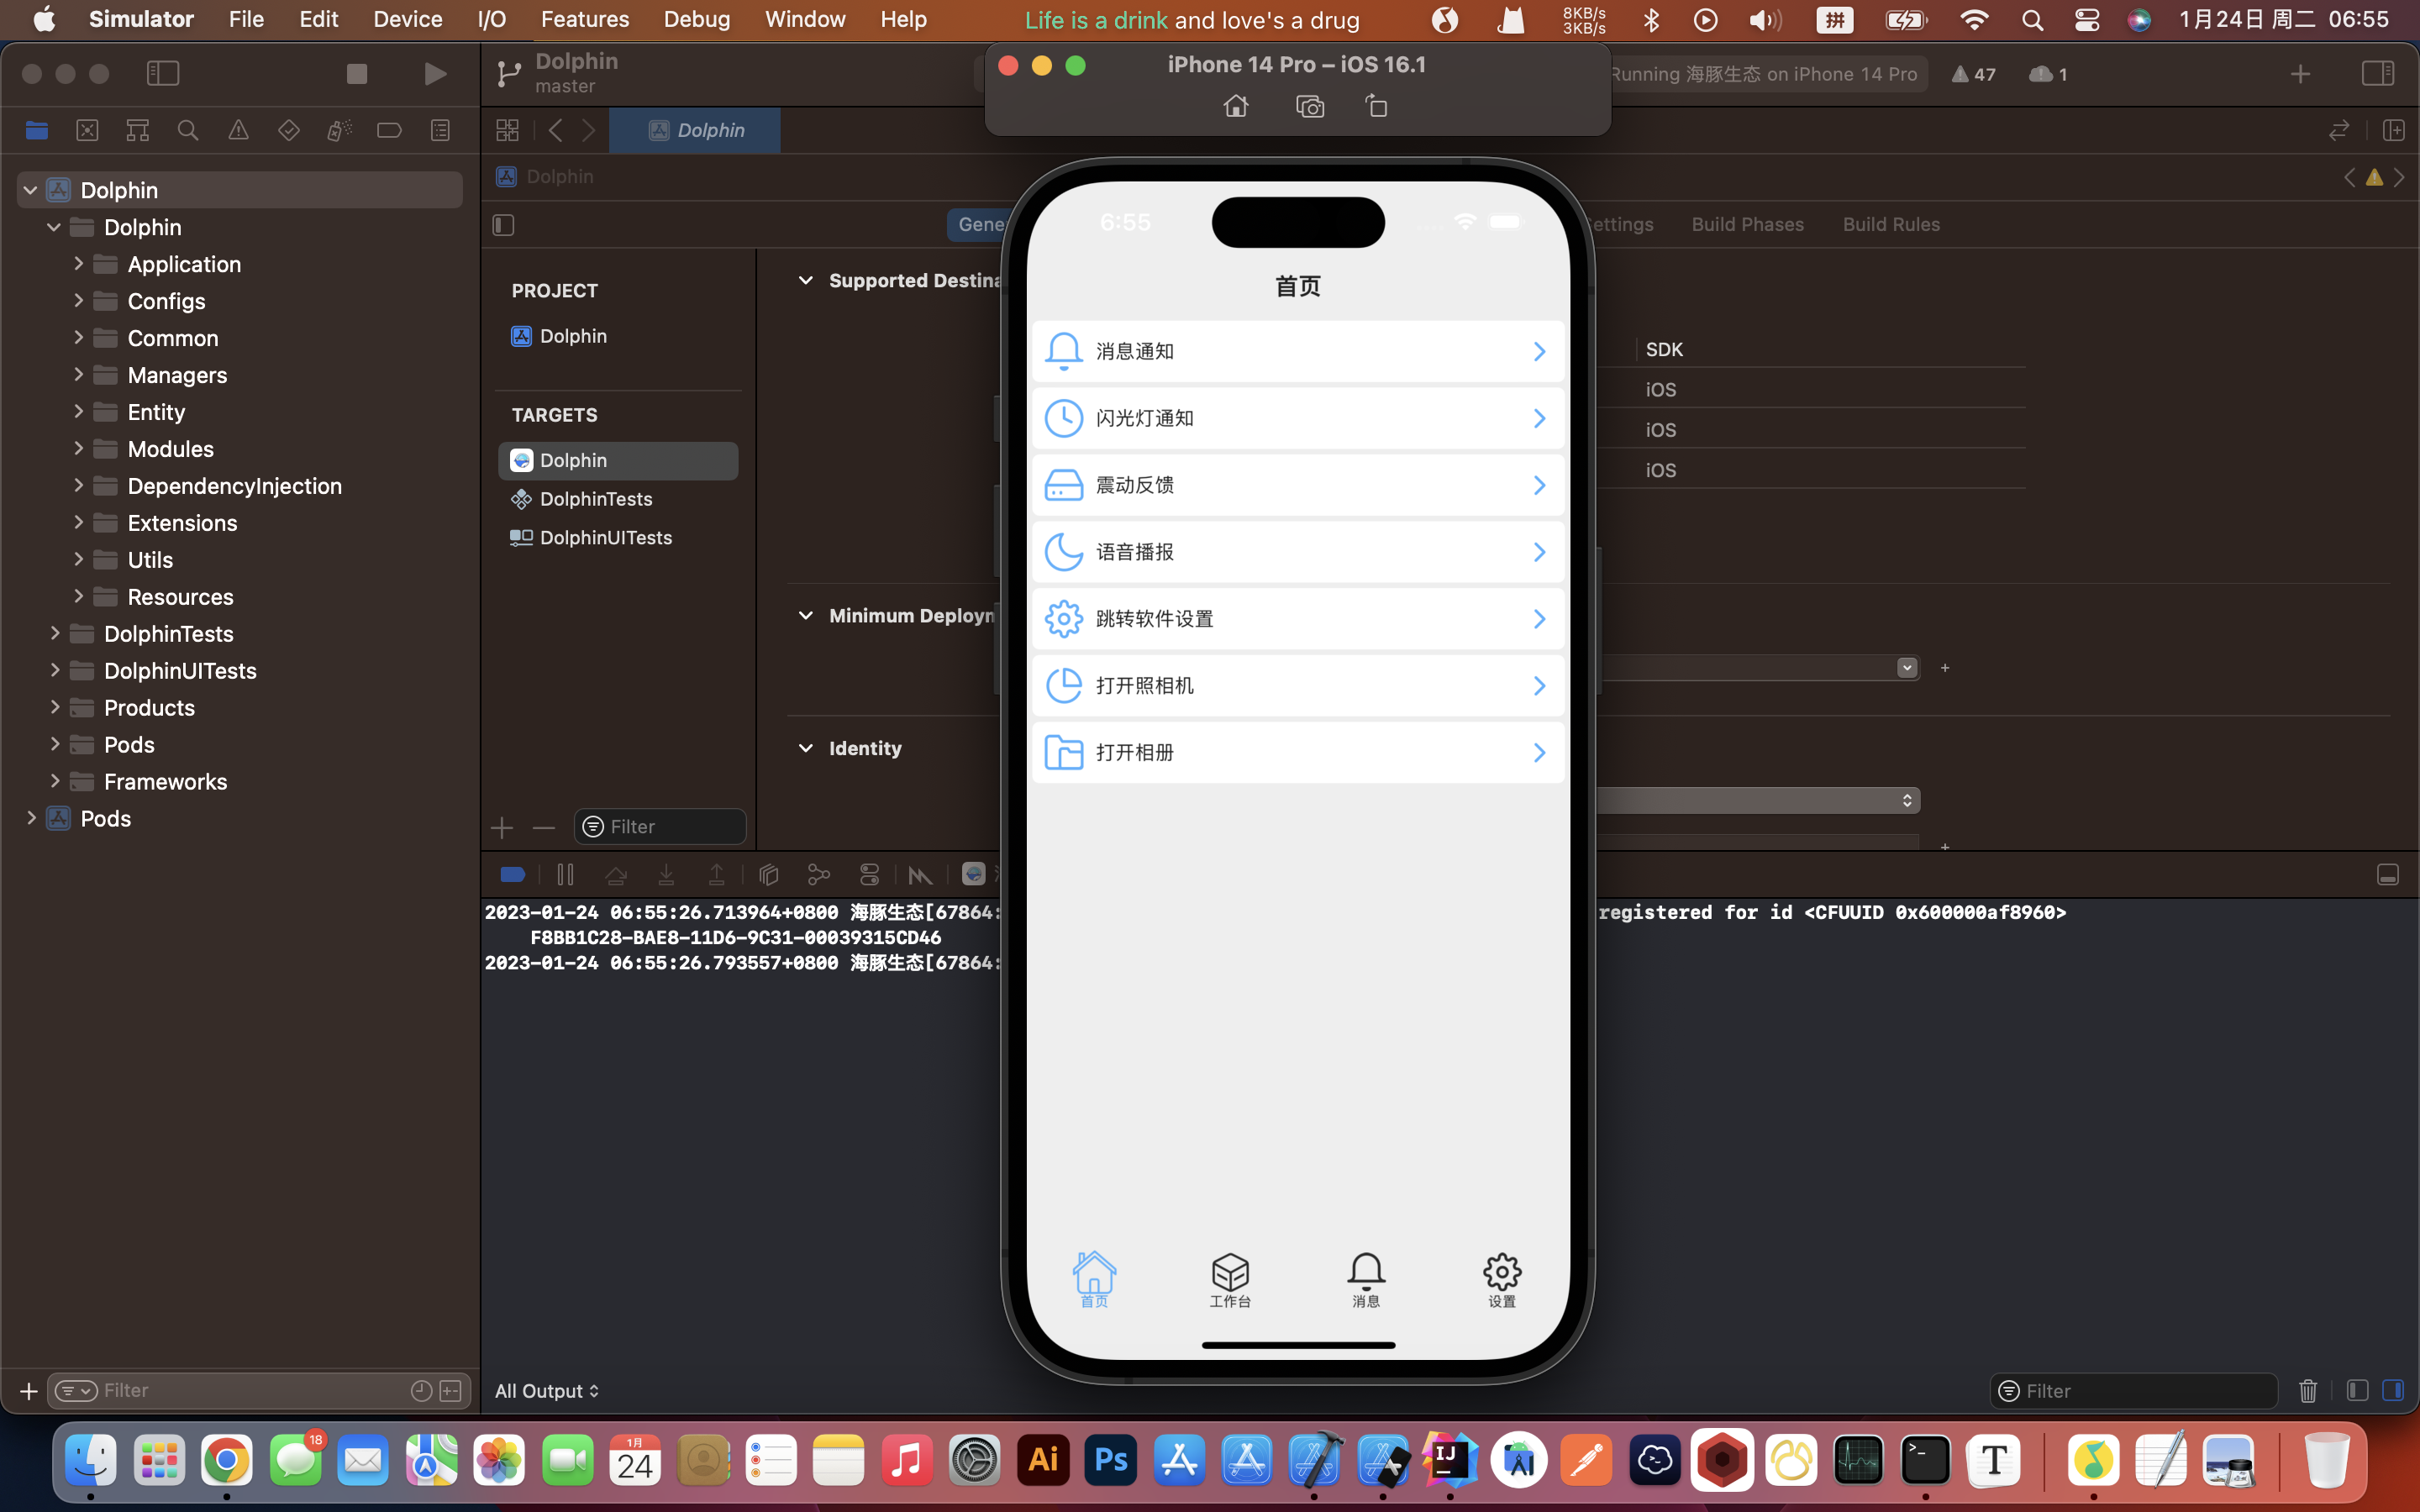 Simulator File Edit Device I/O Features Debug Window Help
Life is a drink and love's a drug
8KB/s
3KB/s
拼
1月24日 周二 06:55
Dolphin
master
iPhone 14 Pro – iOS 16.1
Running 海豚生态 on iPhone 14 Pro
47
1
Dolphin
Dolphin
Gene
ettings
Build Phases
Build Rules
Dolphin
Dolphin
Application
Configs
Common
Managers
Entity
Modules
DependencyInjection
Extensions
Utils
Resources
DolphinTests
DolphinUITests
Products
Pods
Frameworks
Pods
Filter
PROJECT
Dolphin
TARGETS
Dolphin
DolphinTests
DolphinUITests
Filter
Supported Destina
Minimum Deployn
Identity
SDK
iOS
iOS
iOS
6:55
首页
消息通知
闪光灯通知
震动反馈
语音播报
跳转软件设置
打开照相机
打开相册
首页
工作台
消息
设置
2023-01-24 06:55:26.713964+0800 海豚生态[67864: registered for id <CFUUID 0x600000af8960>
F8BB1C28-BAE8-11D6-9C31-00039315CD46
2023-01-24 06:55:26.793557+0800 海豚生态[67864:
All Output
Filter
18
1月
24
Ai
Ps
IJ
T